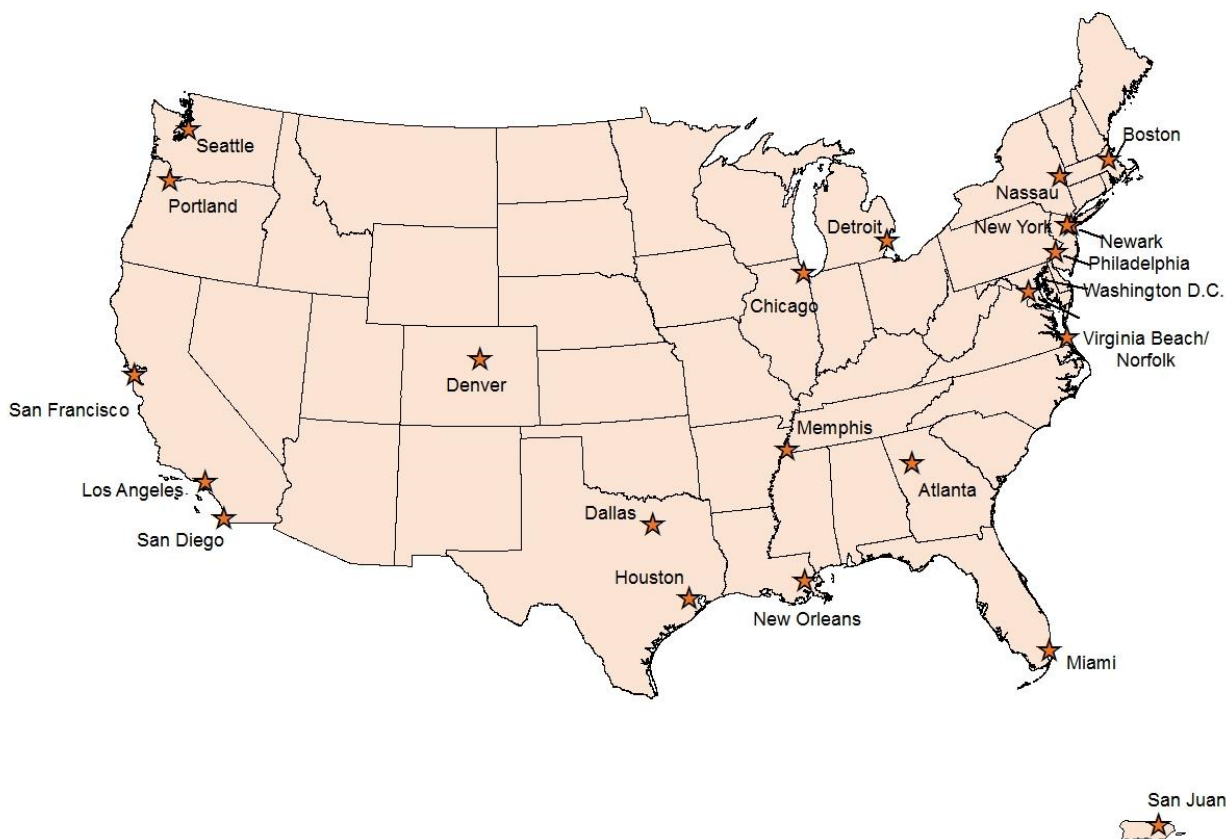 Boston
Seattle
Nassau
Portland
New York
Detroit
Newark
Philadelphia
Washington D.C.
Chicago
Virginia Beach/
Norfolk
Denver
San Francisco
Memphis
Los Angeles
Atlanta
Dallas
San Diego
Houston
New Orleans
Miami
San Juan